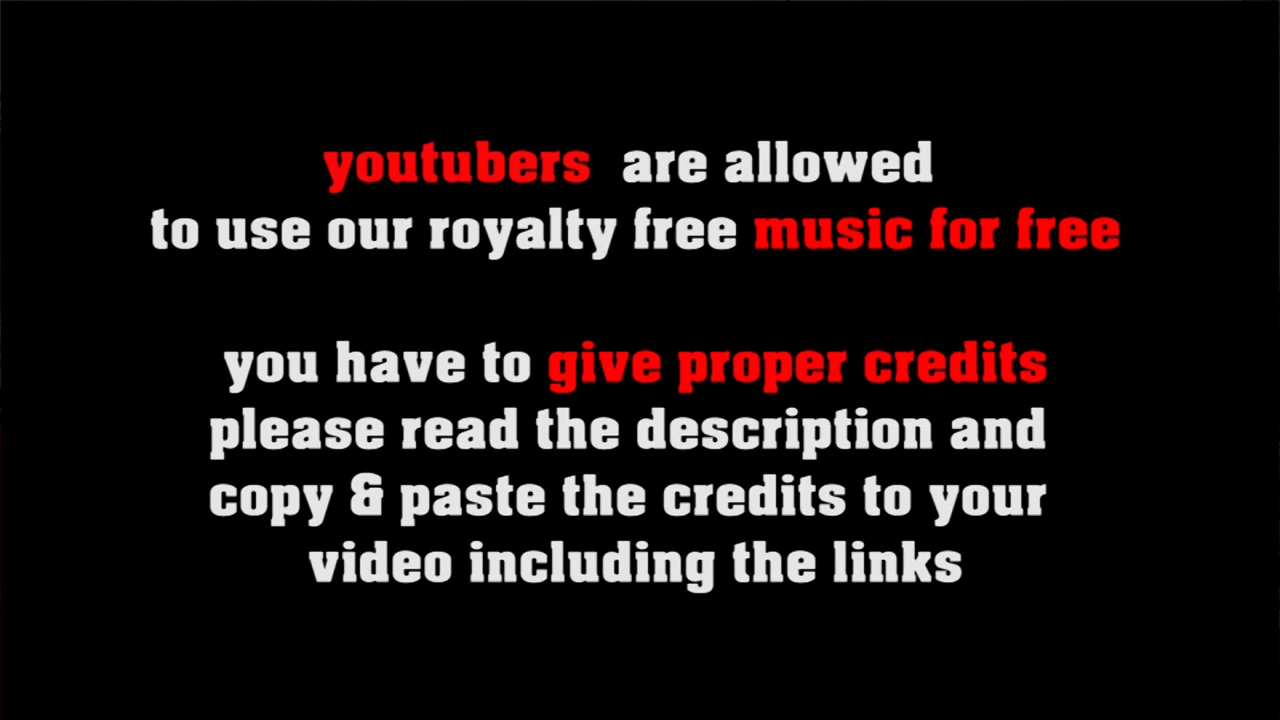 youtubers are allowed
to use our royalty free music for free
you have to give proper credits
please read the description and
copy & paste the credits to your
video including the links